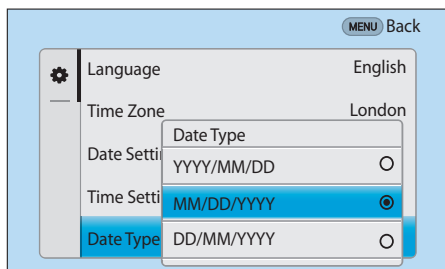 MENU Back
Language English
Time Zone London
Date Setti
Time Setti
Date Type
Date Type
YYYY/MM/DD
MM/DD/YYYY
DD/MM/YYYY